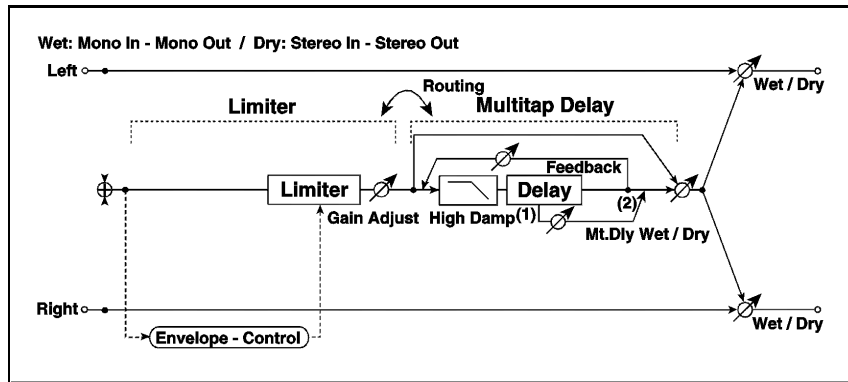 Wet: Mono In - Mono Out / Dry: Stereo In - Stereo Out
Left
Wet / Dry
Routing
Limiter
Multitap Delay
Feedback
Limiter
Delay
Gain Adjust
High Damp
(1)
(2)
Mt.Dly Wet / Dry
Right
Wet / Dry
Envelope - Control